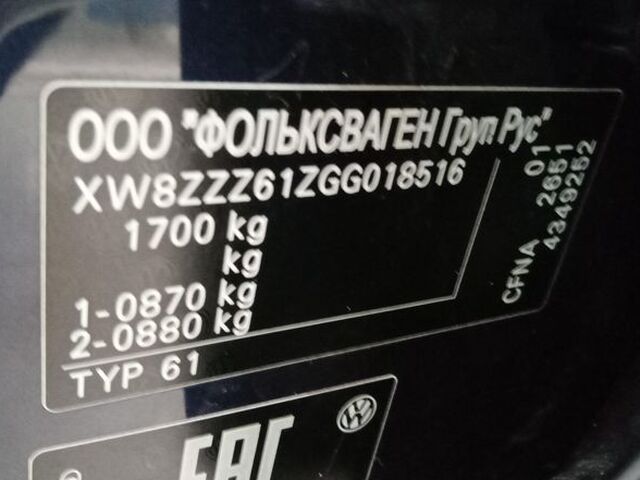 ООО "ФОЛЬКСВАГЕН Груп Рус"
XW8ZZZ61ZGG018516
1700 kg
kg
1-0870 kg
2-0880 kg
TYP 61
01
2651
CFNA 4349252
EAC